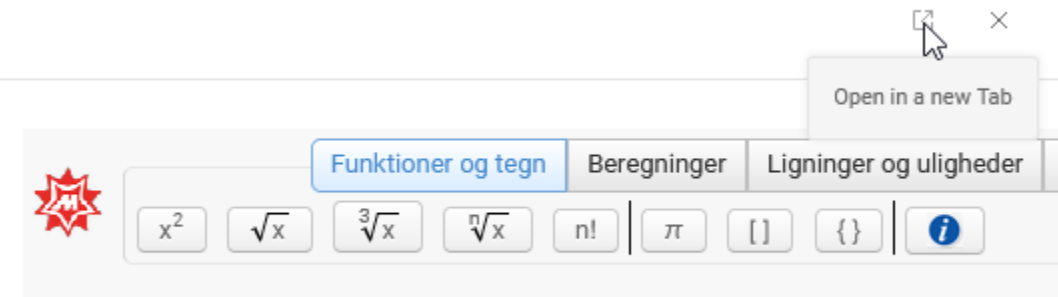 Open in a new Tab
Funktioner og tegn Beregninger Ligninger og uligheder
x² √x ³√x ⁿ√x n! π [ ] { } i